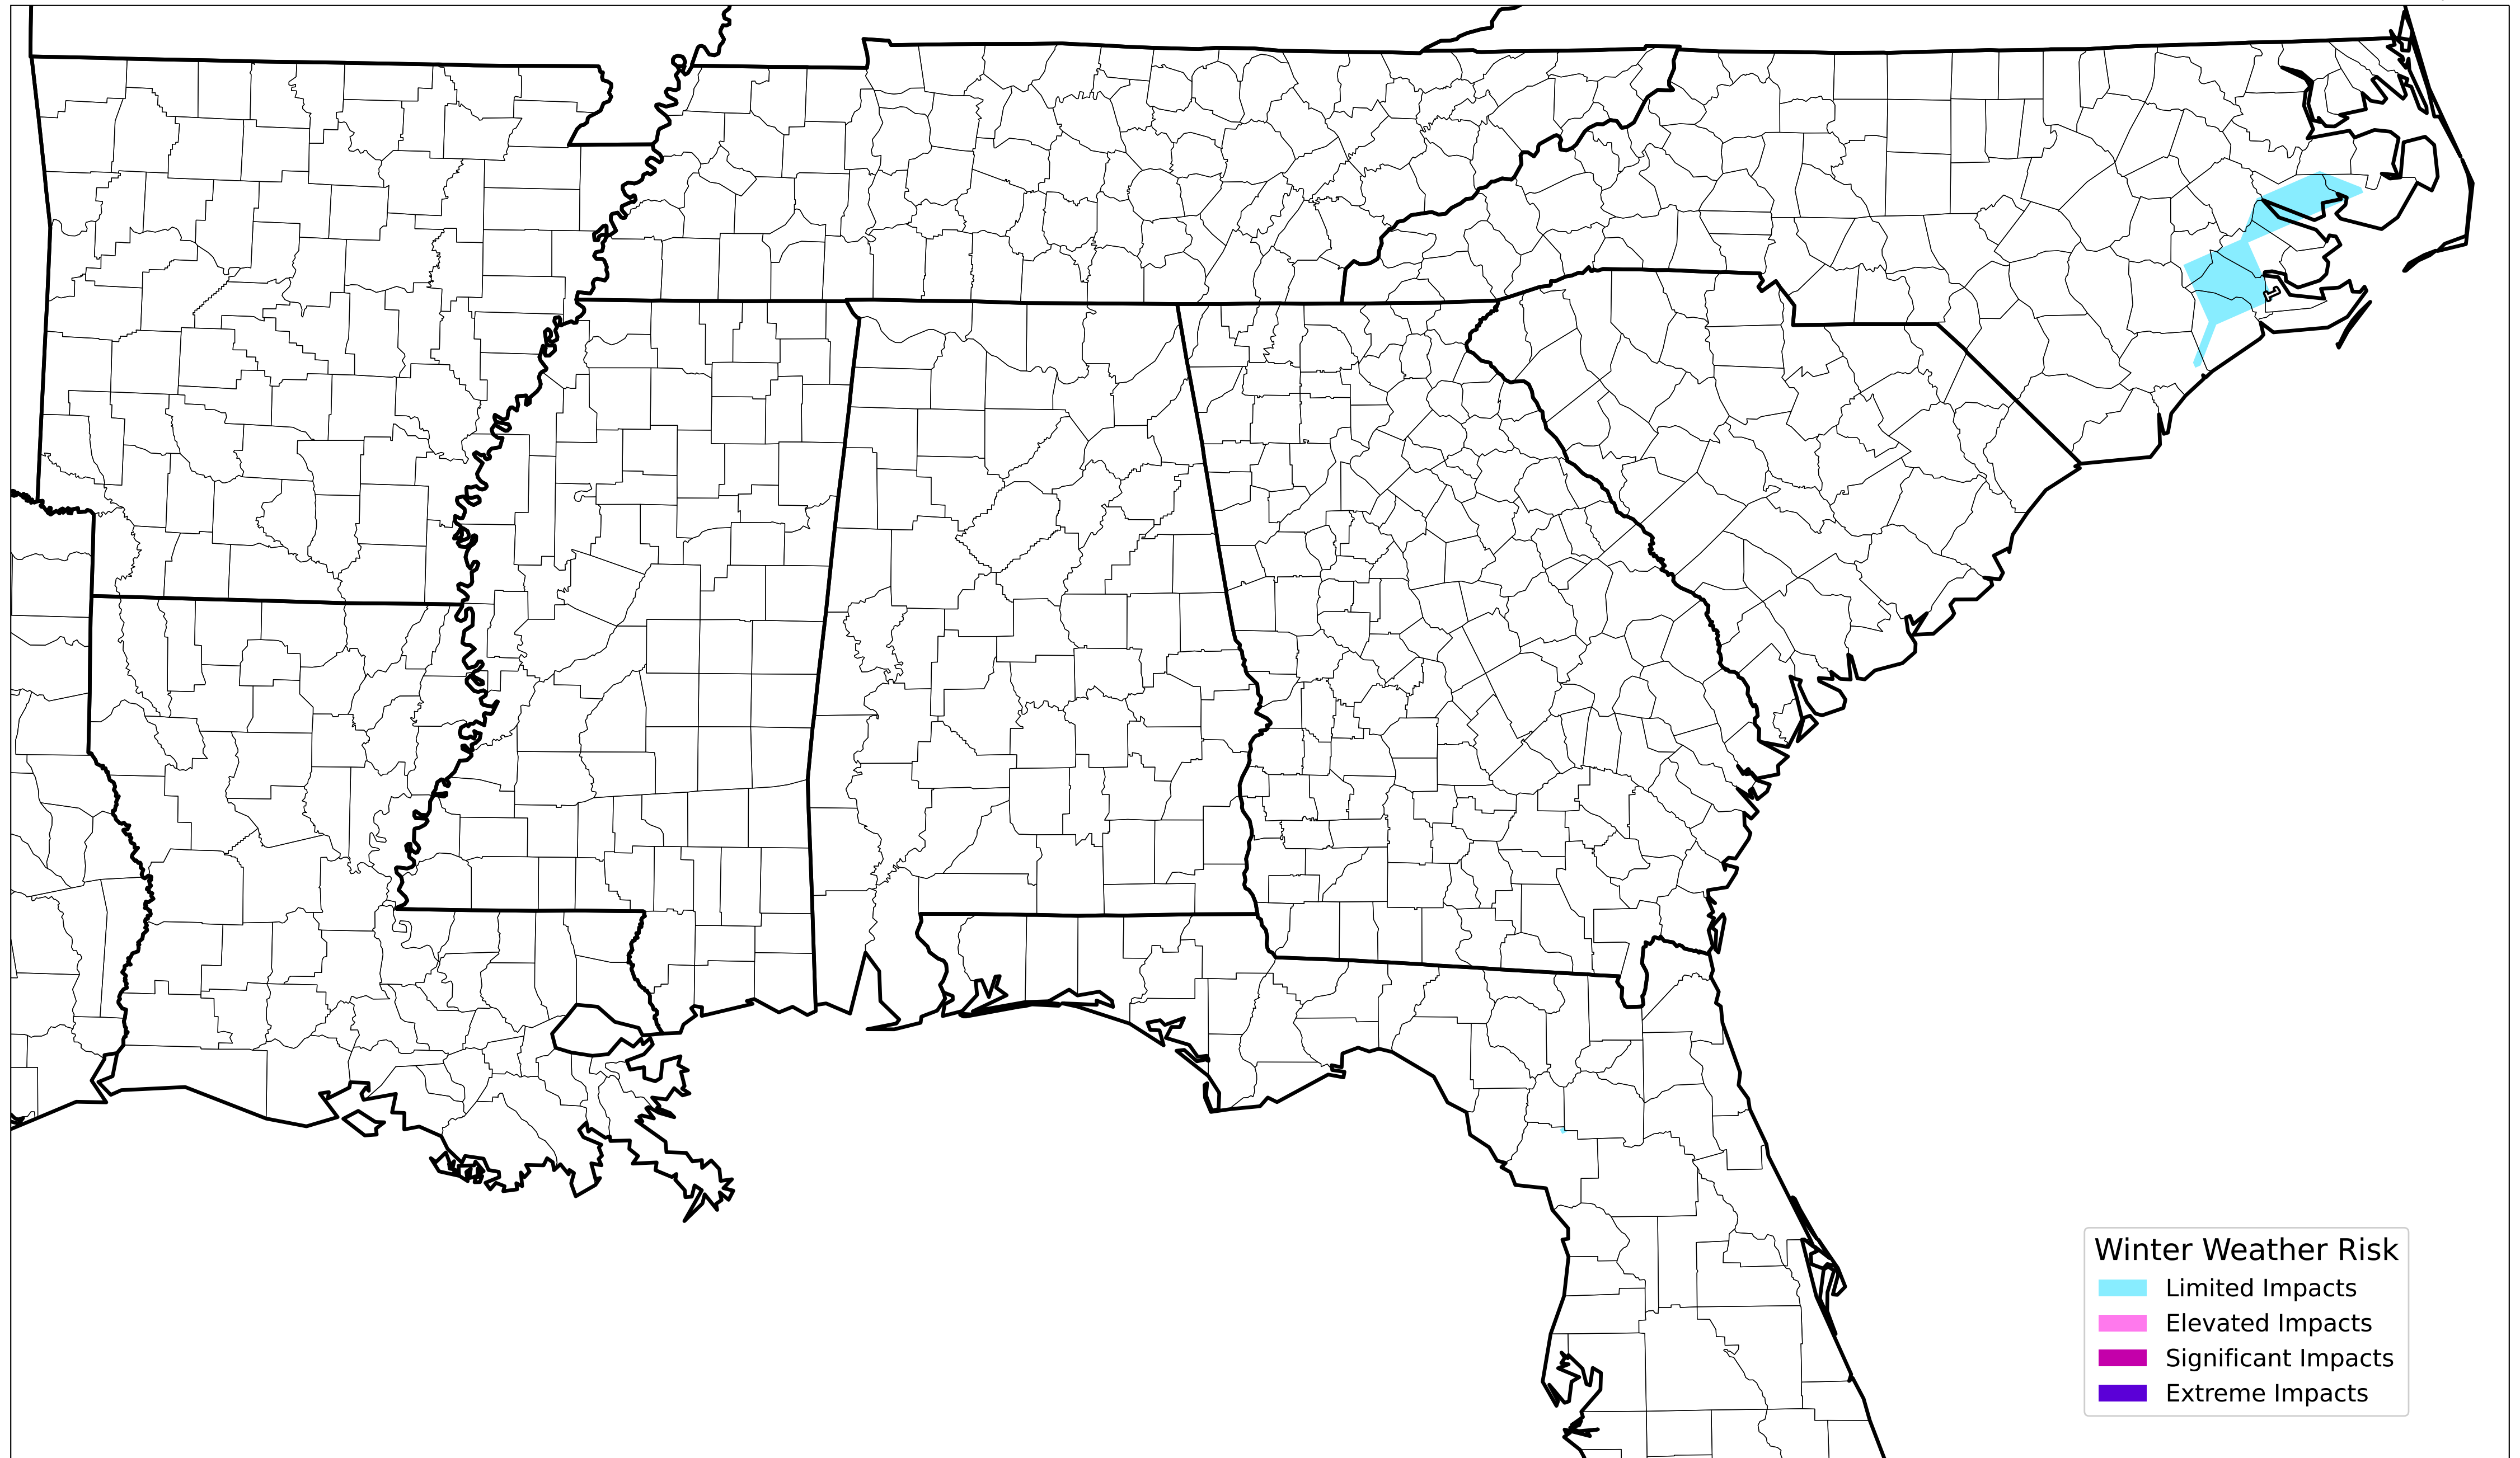 Winter Weather Risk
Limited Impacts
Elevated Impacts
Significant Impacts
Extreme Impacts